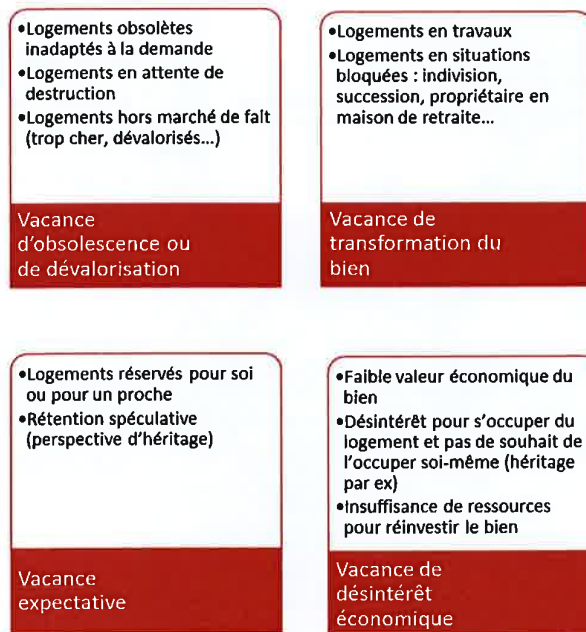 •Logements obsolètes
inadaptés à la demande
•Logements en attente de
destruction
•Logements hors marché de fait
(trop cher, dévalorisés...)
Vacance
d'obsolescence ou
de dévalorisation
•Logements en travaux
•Logements en situations
bloquées : indivision,
succession, propriétaire en
maison de retraite...
Vacance de
transformation du
bien
•Logements réservés pour soi
ou pour un proche
•Rétention spéculative
(perspective d'héritage)
Vacance
expectative
•Faible valeur économique du
bien
•Désintérêt pour s'occuper du
logement et pas de souhait de
l'occuper soi-même (héritage
par ex)
•Insuffisance de ressources
pour réinvestir le bien
Vacance de
désintérêt
économique